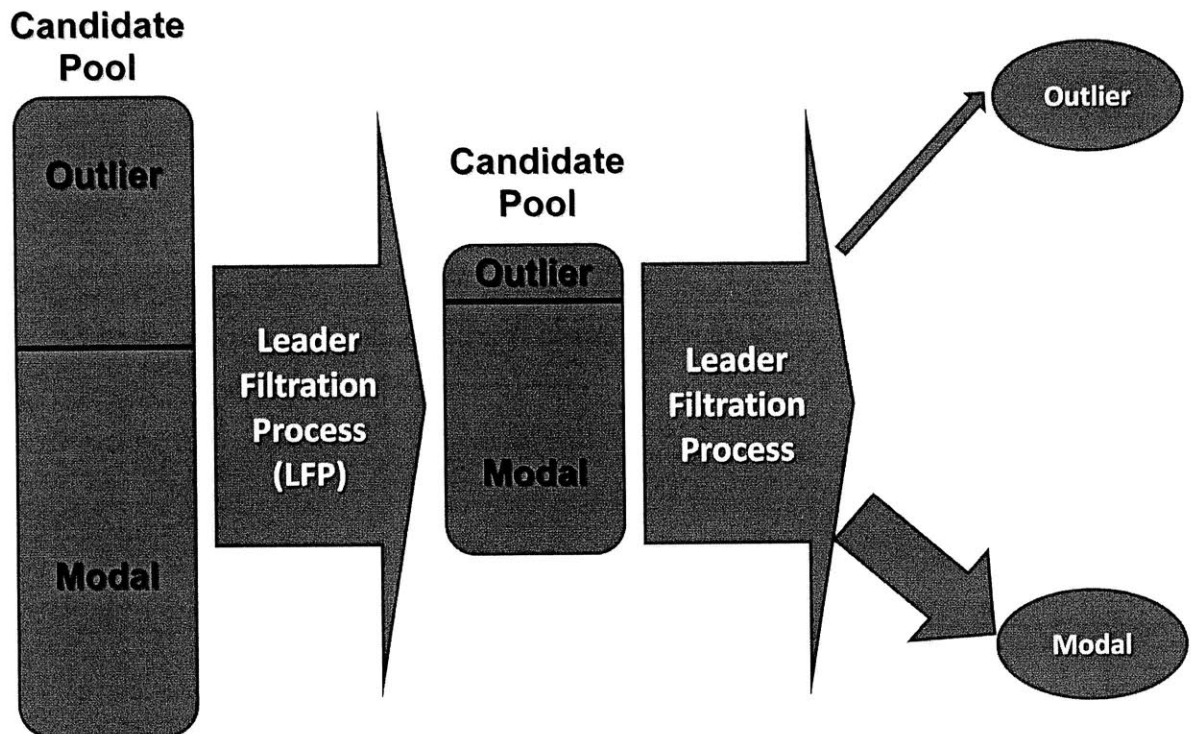 Candidate
Pool
Outlier
Modal
Leader
Filtration
Process
(LFP)
Candidate
Pool
Outlier
Modal
Leader
Filtration
Process
Outlier
Modal